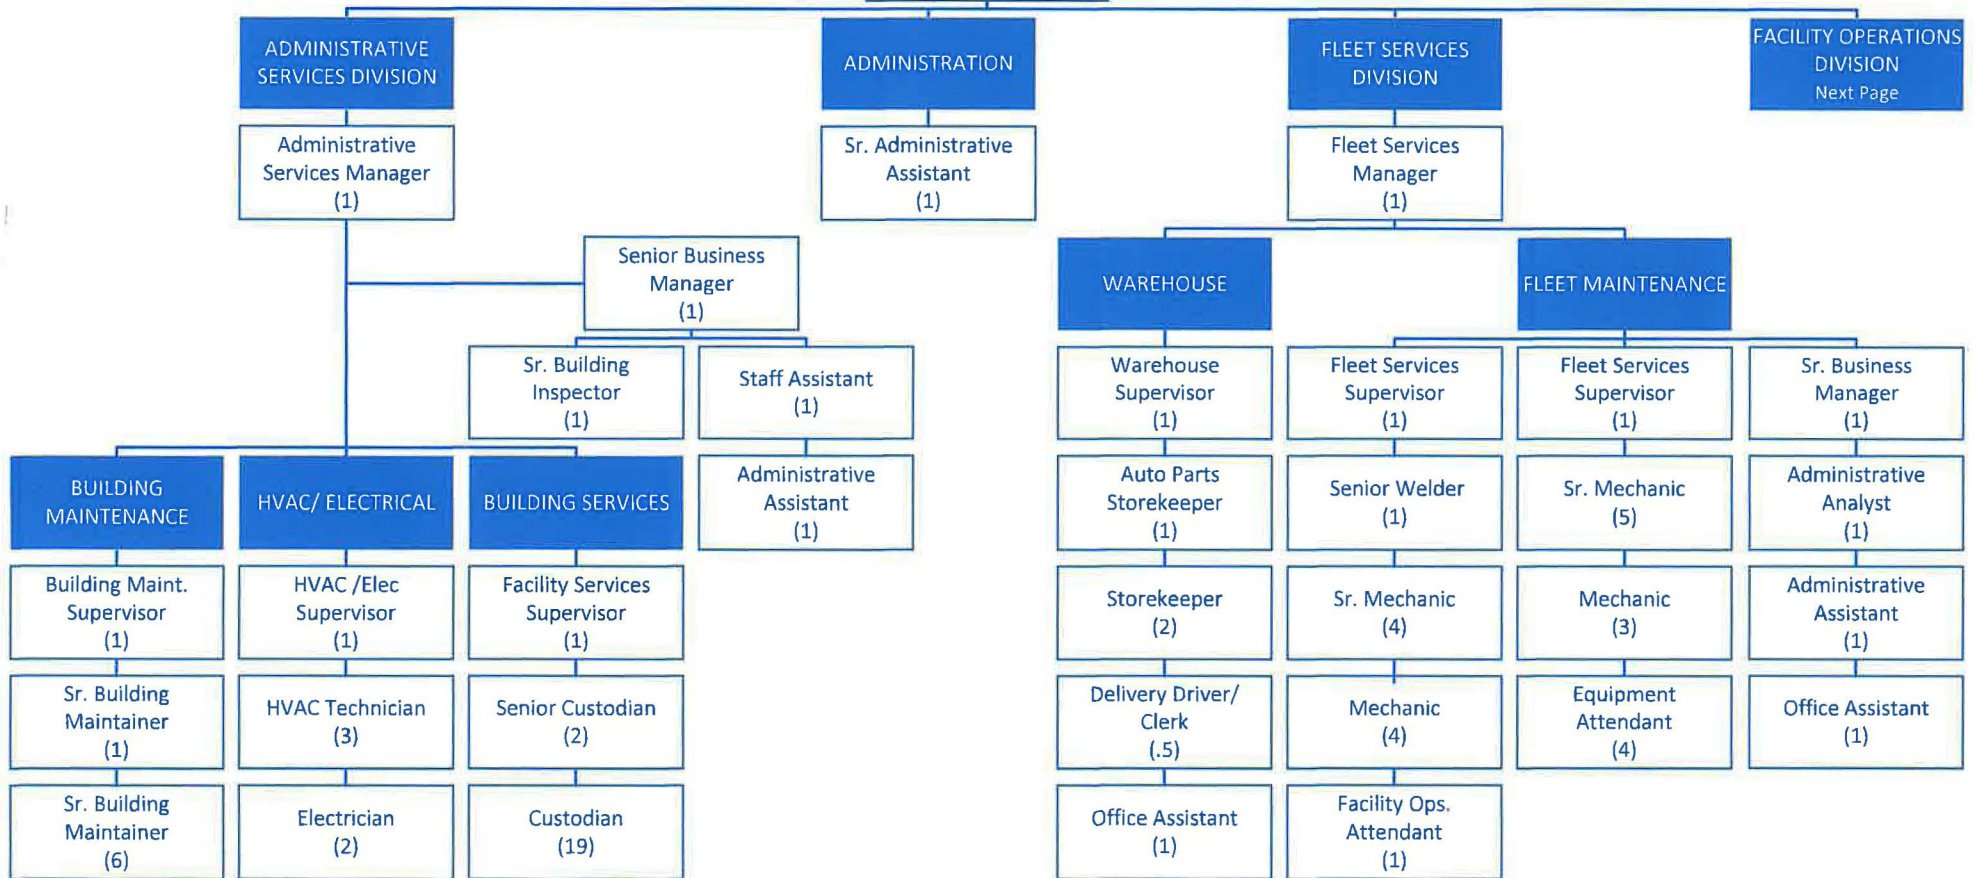 ADMINISTRATIVE
SERVICES DIVISION
ADMINISTRATION
FLEET SERVICES
DIVISION
FACILITY OPERATIONS
DIVISION
Next Page
Administrative
Services Manager
(1)
Sr. Administrative
Assistant
(1)
Fleet Services
Manager
(1)
Senior Business
Manager
(1)
WAREHOUSE
FLEET MAINTENANCE
Sr. Building
Inspector
(1)
Staff Assistant
(1)
Administrative
Assistant
(1)
BUILDING
MAINTENANCE
HVAC/ ELECTRICAL
BUILDING SERVICES
Building Maint.
Supervisor
(1)
Sr. Building
Maintainer
(1)
Sr. Building
Maintainer
(6)
HVAC /Elec
Supervisor
(1)
HVAC Technician
(3)
Electrician
(2)
Facility Services
Supervisor
(1)
Senior Custodian
(2)
Custodian
(19)
Warehouse
Supervisor
(1)
Auto Parts
Storekeeper
(1)
Storekeeper
(2)
Delivery Driver/
Clerk
(.5)
Office Assistant
(1)
Fleet Services
Supervisor
(1)
Senior Welder
(1)
Sr. Mechanic
(4)
Mechanic
(4)
Facility Ops.
Attendant
(1)
Fleet Services
Supervisor
(1)
Sr. Mechanic
(5)
Mechanic
(3)
Equipment
Attendant
(4)
Sr. Business
Manager
(1)
Administrative
Analyst
(1)
Administrative
Assistant
(1)
Office Assistant
(1)